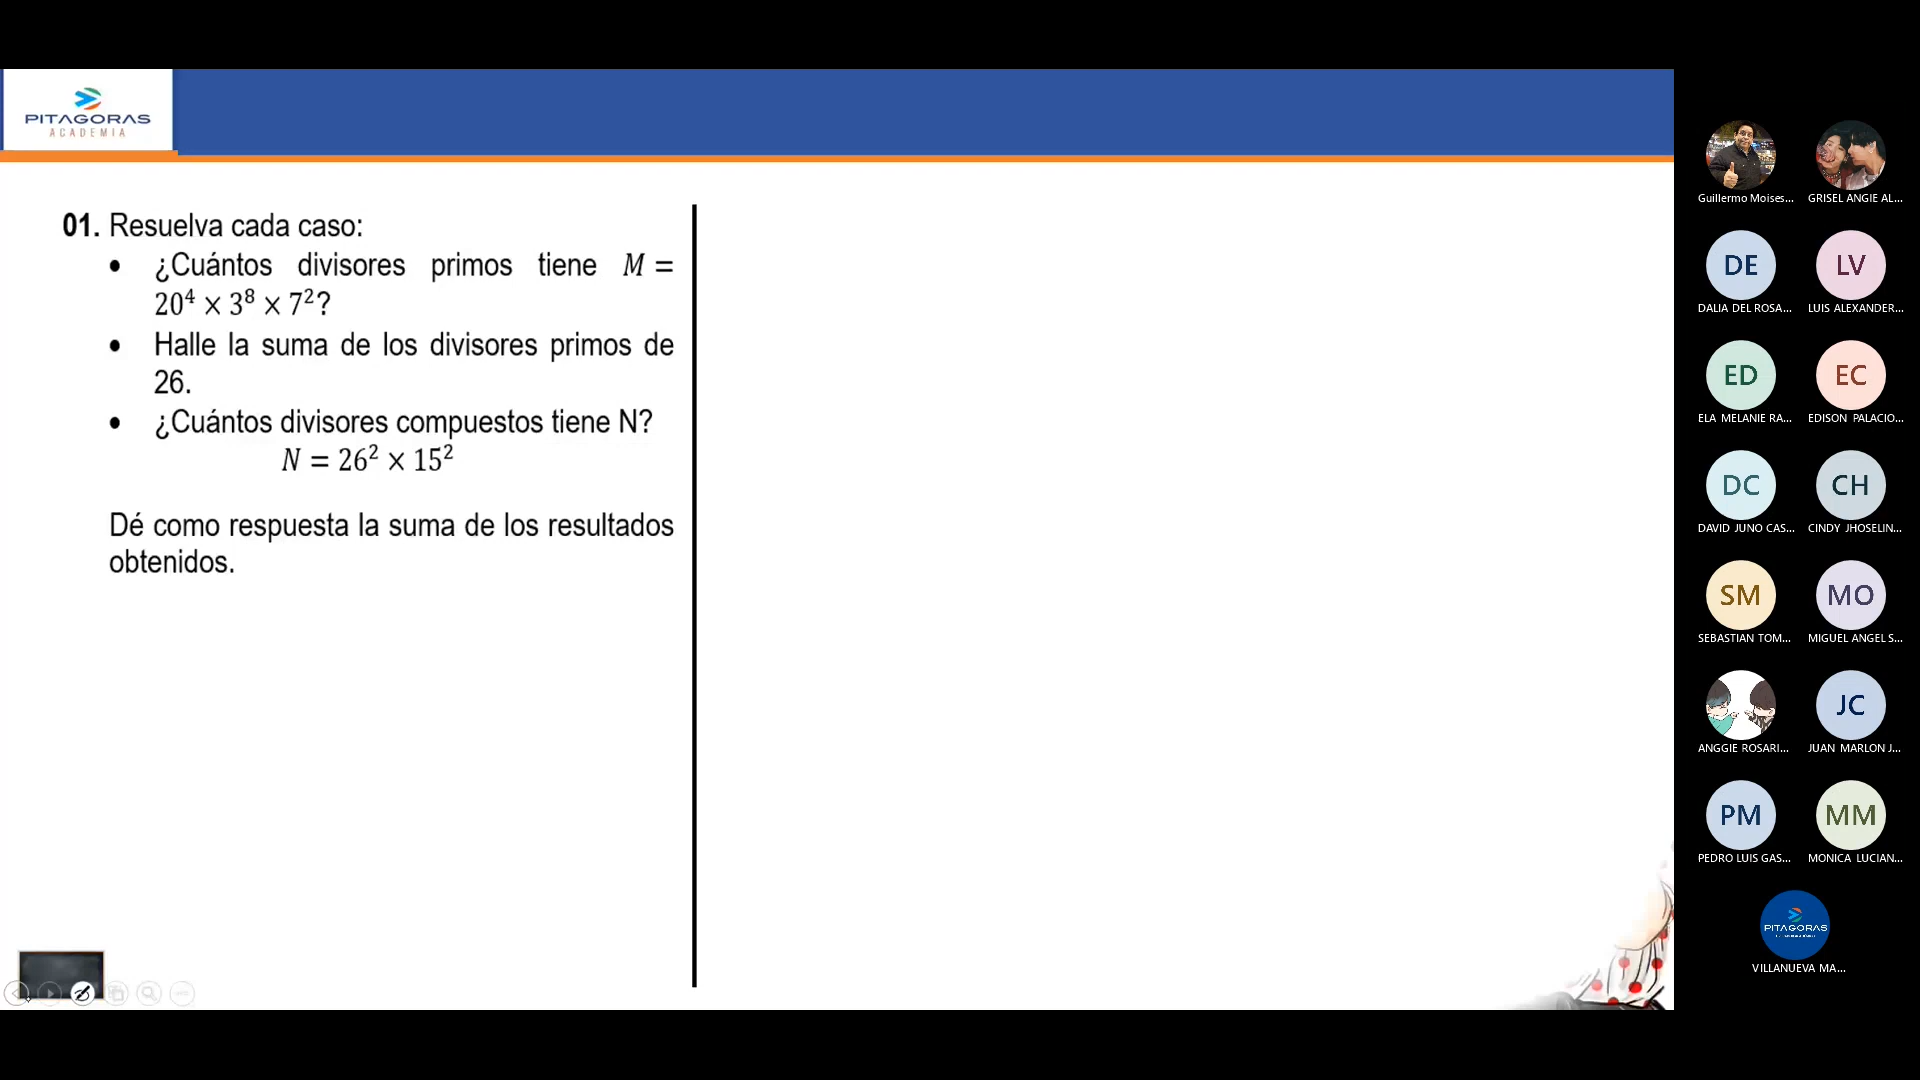 PITAGORAS
ACADEMIA
01. Resuelva cada caso:
• ¿Cuántos divisores primos tiene M =
20⁴ × 3⁸ × 7²?
• Halle la suma de los divisores primos de
26.
• ¿Cuántos divisores compuestos tiene N?
N = 26² × 15²
Dé como respuesta la suma de los resultados
obtenidos.
Guillermo Moises...
GRISEL ANGIE AL...
DE
LV
DALIA DEL ROSA...
LUIS ALEXANDER...
ED
EC
ELA MELANIE RA...
EDISON PALACIO...
DC
CH
DAVID JUNO CAS...
CINDY JHOSELIN...
SM
MO
SEBASTIAN TOM...
MIGUEL ANGEL S...
JC
ANGGIE ROSARI...
JUAN MARLON J...
PM
MM
PEDRO LUIS GAS...
MONICA LUCIAN...
PITAGORAS
VILLANUEVA MA...